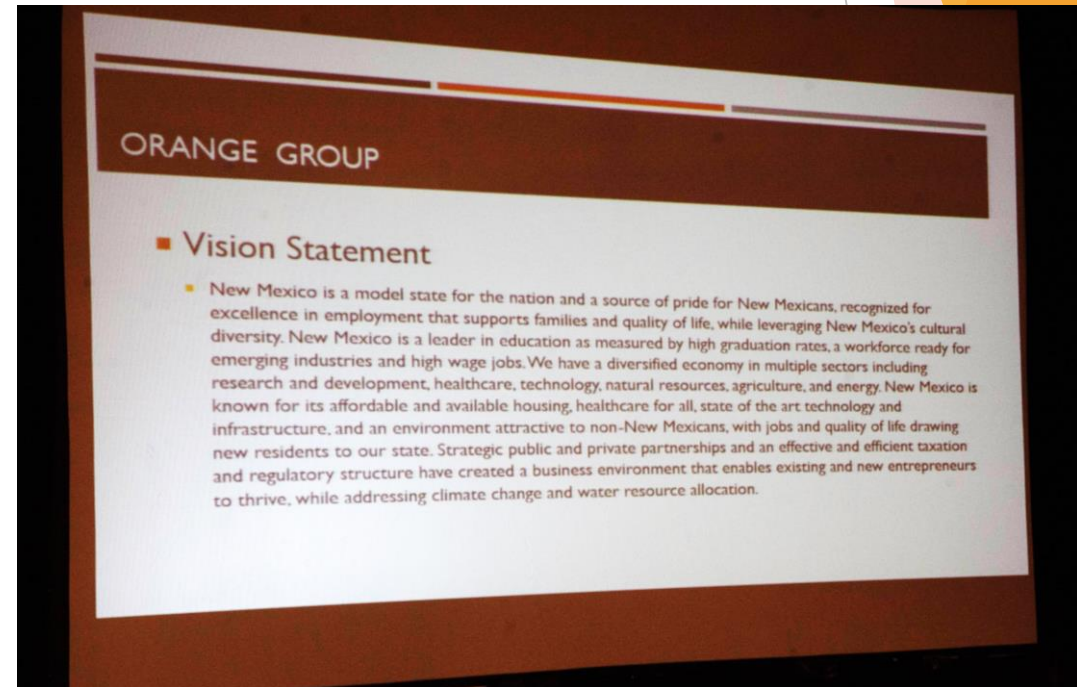 ORANGE GROUP
Vision Statement
New Mexico is a model state for the nation and a source of pride for New Mexicans, recognized for
excellence in employment that supports families and quality of life, while leveraging New Mexico's cultural
diversity. New Mexico is a leader in education as measured by high graduation rates, a workforce ready for
emerging industries and high wage jobs. We have a diversified economy in multiple sectors including
research and development, healthcare, technology, natural resources, agriculture, and energy. New Mexico is
known for its affordable and available housing, healthcare for all, state of the art technology and
infrastructure, and an environment attractive to non-New Mexicans, with jobs and quality of life drawing
new residents to our state. Strategic public and private partnerships and an effective and efficient taxation
and regulatory structure have created a business environment that enables existing and new entrepreneurs
to thrive, while addressing climate change and water resource allocation.